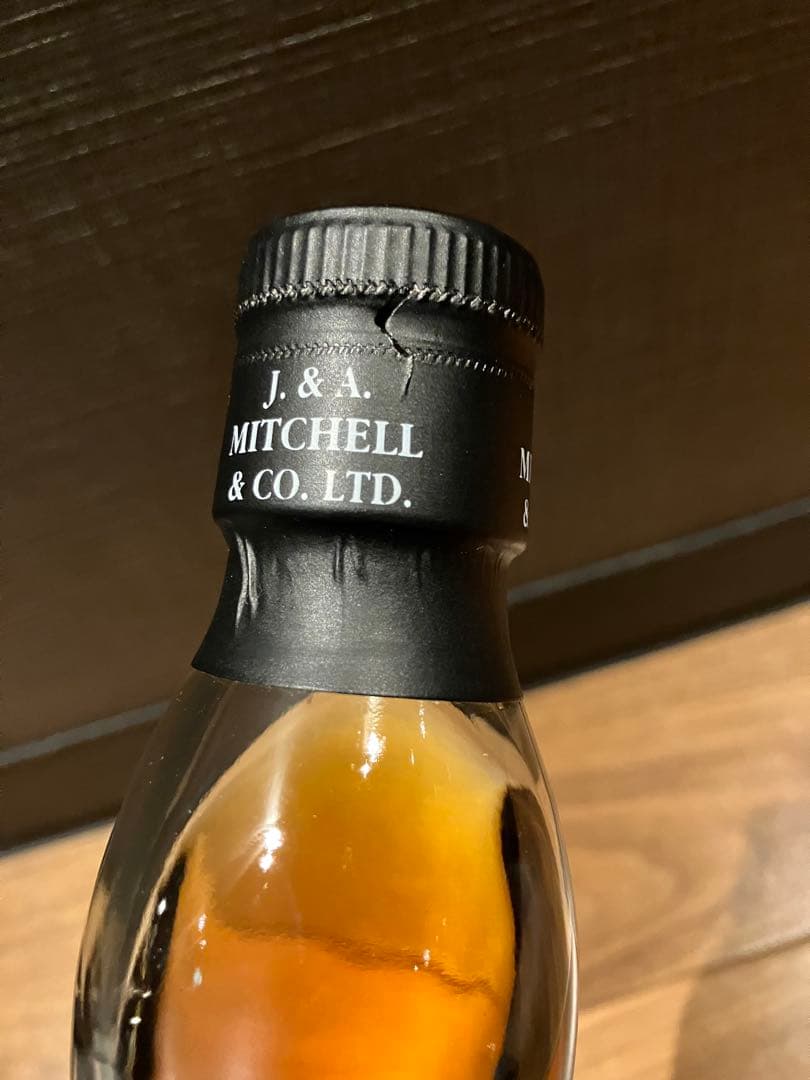 J. & A.
MITCHELL
& CO. LTD.
&